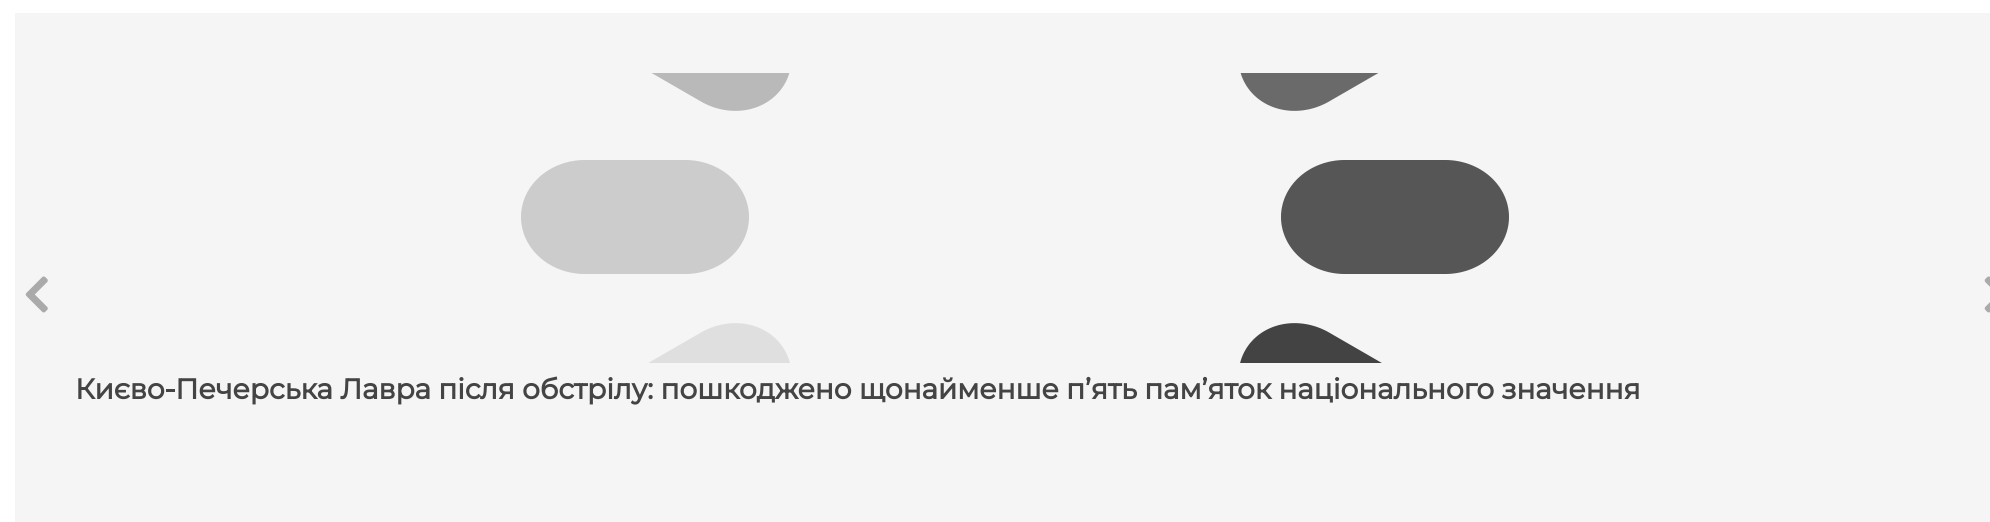 Києво-Печерська Лавра після обстрілу: пошкоджено щонайменше п’ять пам’яток національного значення